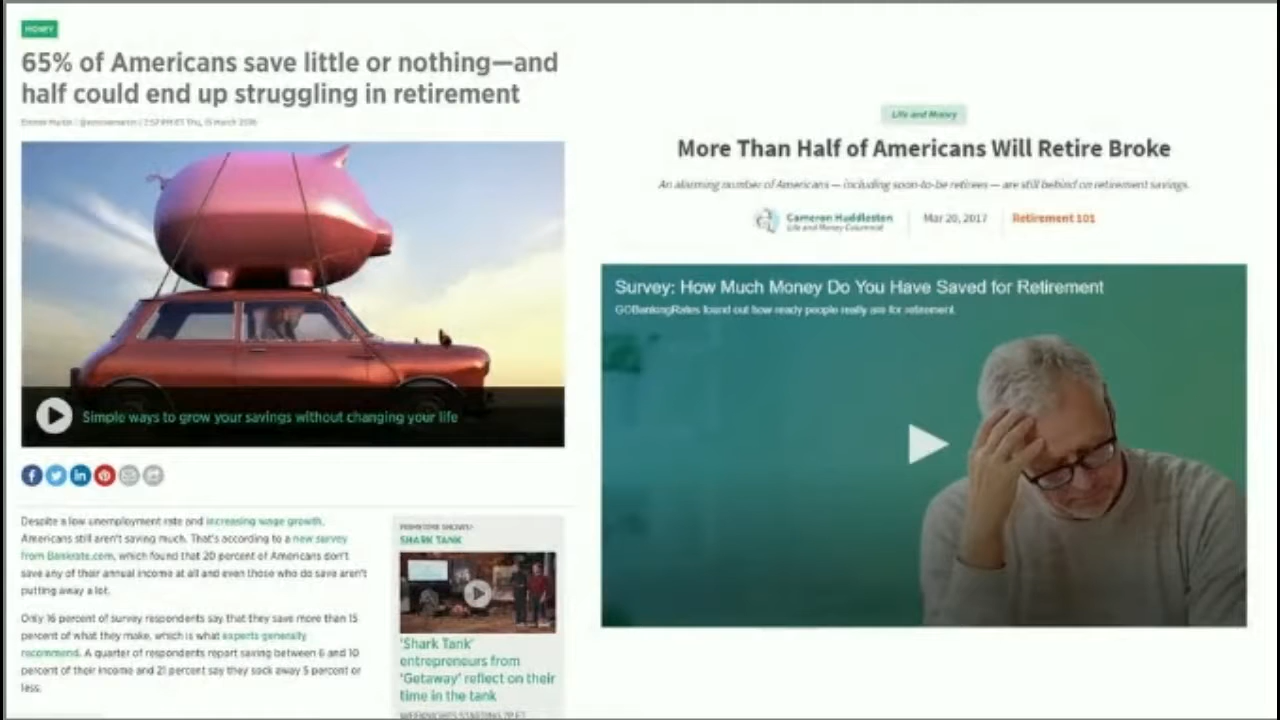 MONEY
65% of Americans save little or nothing—and
half could end up struggling in retirement
Simple ways to grow your savings without changing your life
Despite a low unemployment rate and increasing wage growth,
Americans still aren't saving much. That's according to a new survey
from Bankrate.com, which found that 20 percent of Americans don't
save any of their annual income at all and even those who do save aren't
putting away a lot.
Only 16 percent of survey respondents say that they save more than 15
percent of what they make, which is what experts generally
recommend. A quarter of respondents report saving between 6 and 10
percent of their income and 21 percent say they sock away 5 percent or
less.
PRIMETIME SHOWS
SHARK TANK
'Shark Tank'
entrepreneurs from
'Getaway' reflect on their
time in the tank
WEEKNIGHTS STARTING 7P ET
Life and Money
More Than Half of Americans Will Retire Broke
An alarming number of Americans — including soon-to-be retirees — are still behind on retirement savings.
Cameron Huddleston
Life and Money Columnist
Mar 20, 2017
Retirement 101
Survey: How Much Money Do You Have Saved for Retirement
GOBankingRates found out how ready people really are for retirement.